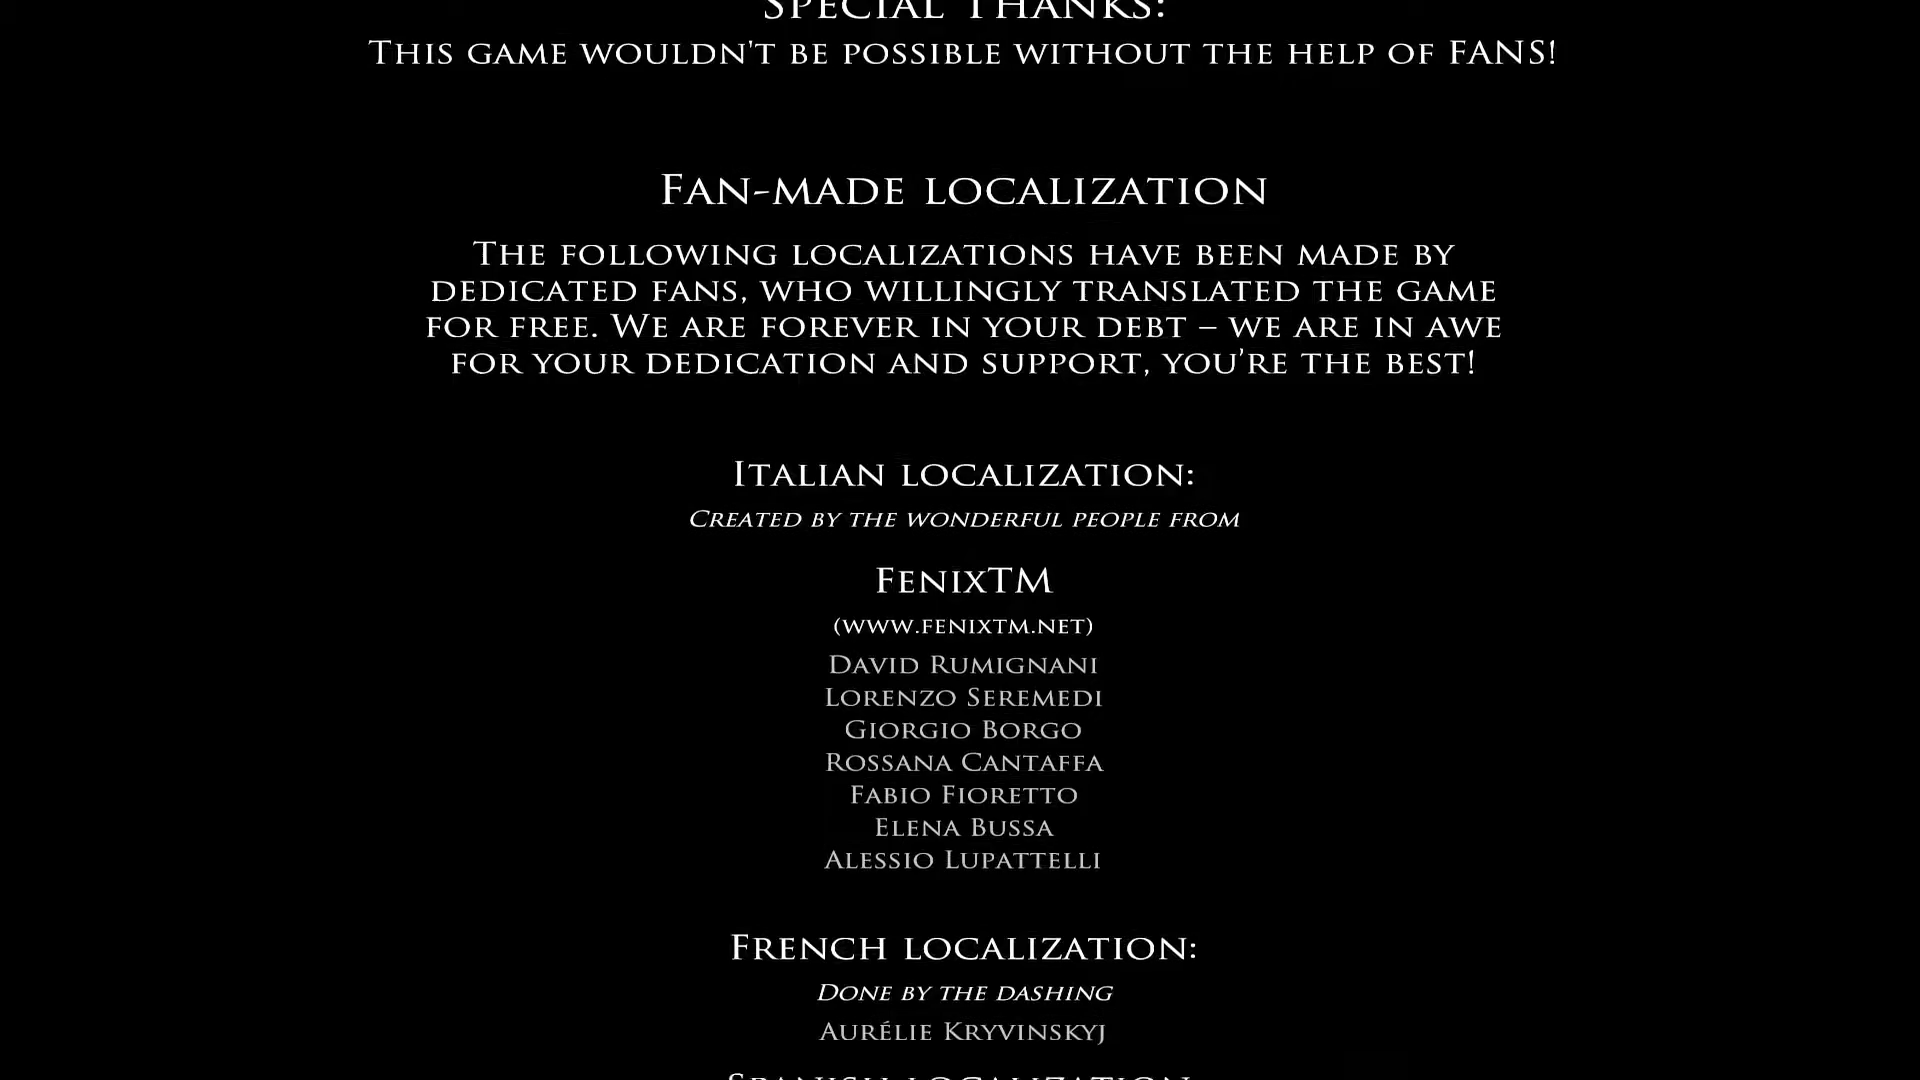 Special Thanks:
This game wouldn't be possible without the help of FANS!
Fan-made localization
The following localizations have been made by
dedicated fans, who willingly translated the game
for free. We are forever in your debt – we are in awe
for your dedication and support, you're the best!
Italian localization:
Created by the wonderful people from
FenixTM
(www.fenixtm.net)
David Rumignani
Lorenzo Seremedi
Giorgio Borgo
Rossana Cantaffa
Fabio Fioretto
Elena Bussa
Alessio Lupattelli
French localization:
Done by the dashing
Aurélie Kryvinskyj
Spanish localization: